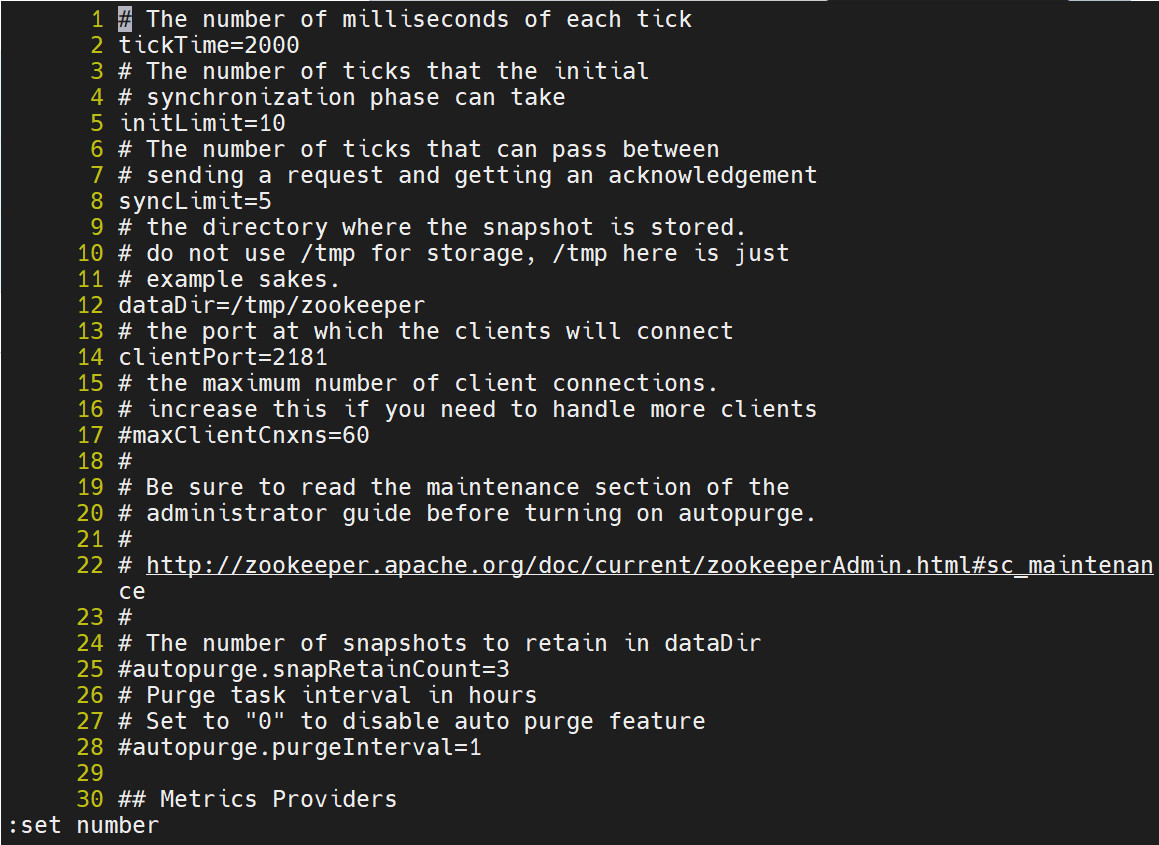 1 # The number of milliseconds of each tick
2 tickTime=2000
3 # The number of ticks that the initial
4 # synchronization phase can take
5 initLimit=10
6 # The number of ticks that can pass between
7 # sending a request and getting an acknowledgement
8 syncLimit=5
9 # the directory where the snapshot is stored.
10 # do not use /tmp for storage, /tmp here is just
11 # example sakes.
12 dataDir=/tmp/zookeeper
13 # the port at which the clients will connect
14 clientPort=2181
15 # the maximum number of client connections.
16 # increase this if you need to handle more clients
17 #maxClientCnxns=60
18 #
19 # Be sure to read the maintenance section of the
20 # administrator guide before turning on autopurge.
21 #
22 # http://zookeeper.apache.org/doc/current/zookeeperAdmin.html#sc_maintenan
ce
23 #
24 # The number of snapshots to retain in dataDir
25 #autopurge.snapRetainCount=3
26 # Purge task interval in hours
27 # Set to "0" to disable auto purge feature
28 #autopurge.purgeInterval=1
29
30 ## Metrics Providers
:set number